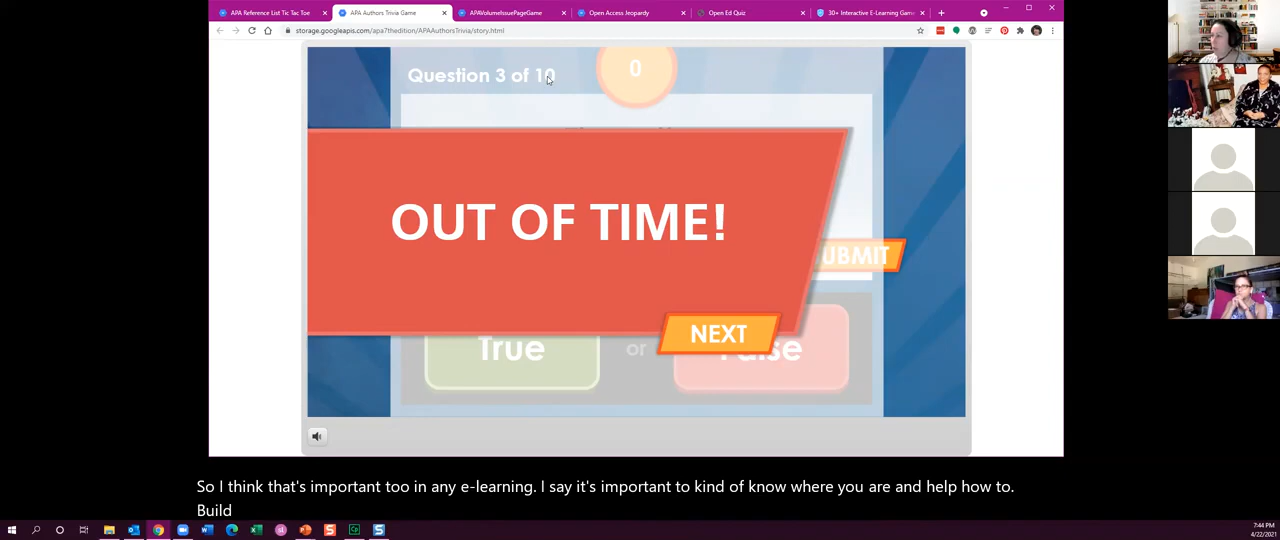 APA Reference List Tic Tac Toe
APA Authors Trivia Game
APAVolumeIssuePageGame
Open Access Jeopardy
Open Ed Quiz
30+ Interactive E-Learning Gam
storage.googleapis.com/apa7thedition/APAAuthorsTrivia/story.html
Question 3 of 10
0
OUT OF TIME!
SUBMIT
NEXT
True
or
False
So I think that's important too in any e-learning. I say it's important to kind of know where you are and help how to.
Build
7:44 PM
4/22/2021